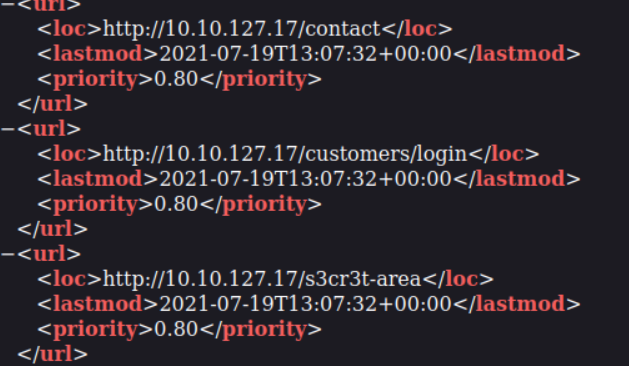 −<url>
<loc>http://10.10.127.17/contact</loc>
<lastmod>2021-07-19T13:07:32+00:00</lastmod>
<priority>0.80</priority>
</url>
−<url>
<loc>http://10.10.127.17/customers/login</loc>
<lastmod>2021-07-19T13:07:32+00:00</lastmod>
<priority>0.80</priority>
</url>
−<url>
<loc>http://10.10.127.17/s3cr3t-area</loc>
<lastmod>2021-07-19T13:07:32+00:00</lastmod>
<priority>0.80</priority>
</url>